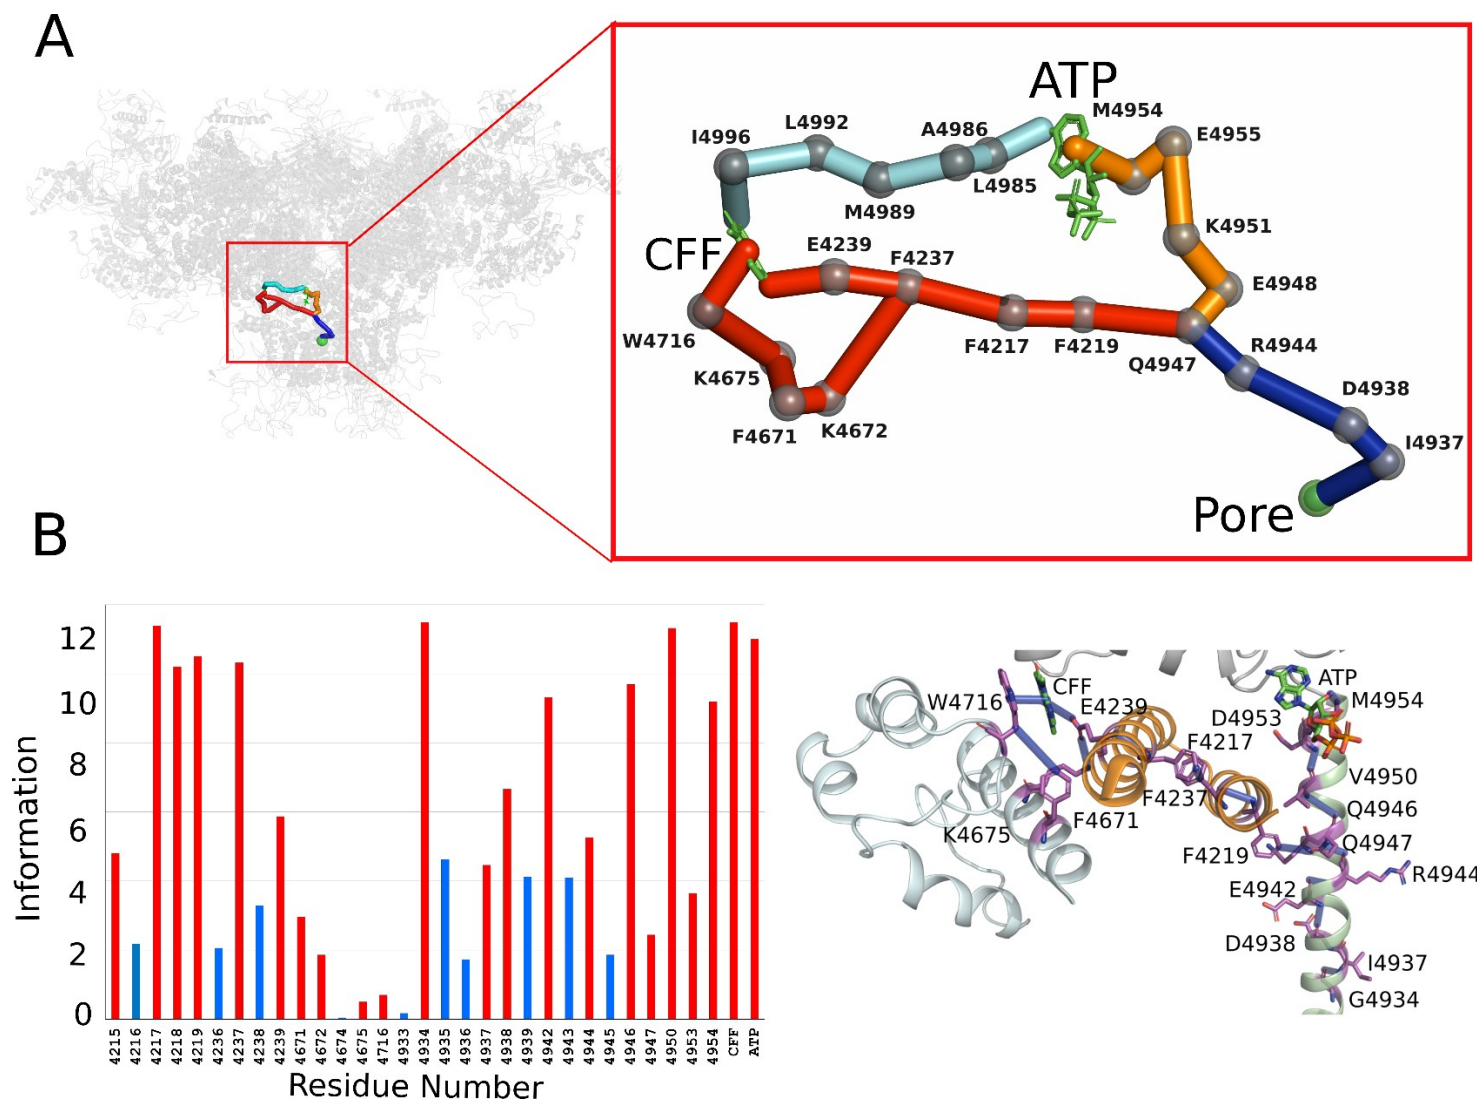 A
ATP
M4954
E4955
L4992
A4986
I4996
L4985
M4989
K4951
CFF
E4239
F4237
E4948
W4716
F4217
F4219
Q4947
R4944
K4675
D4938
F4671
K4672
I4937
Pore
B
12
10
8
6
4
2
0
Information
4215 4216 4217 4218 4219 4236 4237 4238 4239 4671 4672 4674 4675 4716 4933 4934 4935 4936 4937 4938 4939 4942 4943 4944 4945 4946 4947 4950 4953 4954 CFF ATP
Residue Number
ATP
CFF
W4716
E4239
M4954
D4953
F4217
V4950
F4237
Q4946
K4675
F4671
Q4947
F4219
R4944
E4942
D4938
I4937
G4934